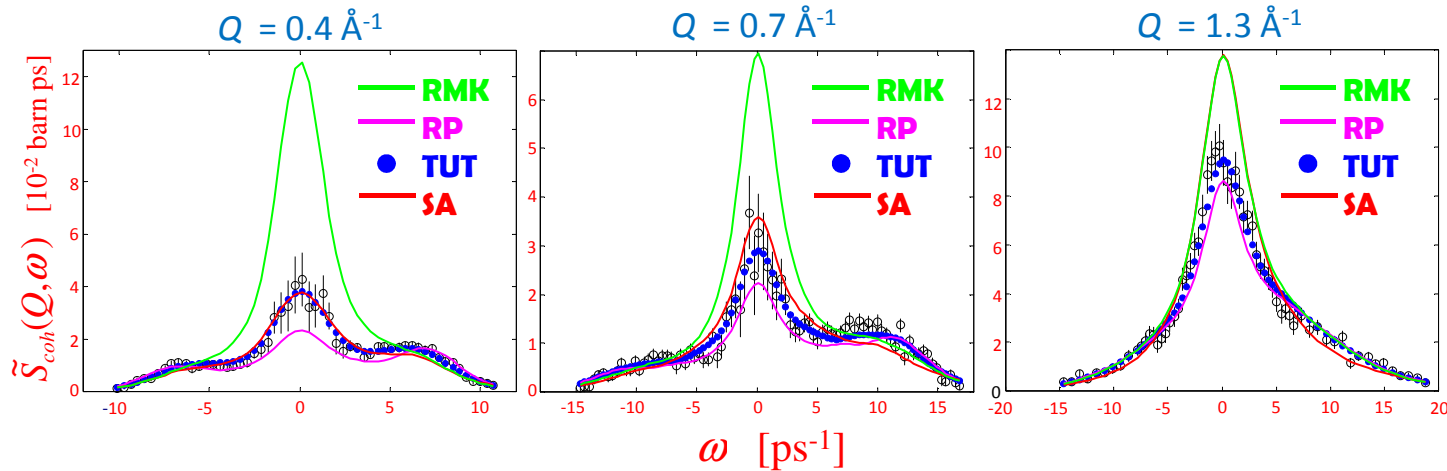 Q = 0.4 Å-1
Q = 0.7 Å-1
Q = 1.3 Å-1
S̃coh(Q,ω) [10-2 barn ps]
12
10
8
6
4
2
0
-10
-5
0
5
10
RMK
RP
TUT
SA
6
5
4
3
2
1
0
-15
-10
-5
0
5
10
15
RMK
RP
TUT
SA
12
10
8
6
4
2
0
-20
-15
-10
-5
0
5
10
15
20
RMK
RP
TUT
SA
ω [ps-1]